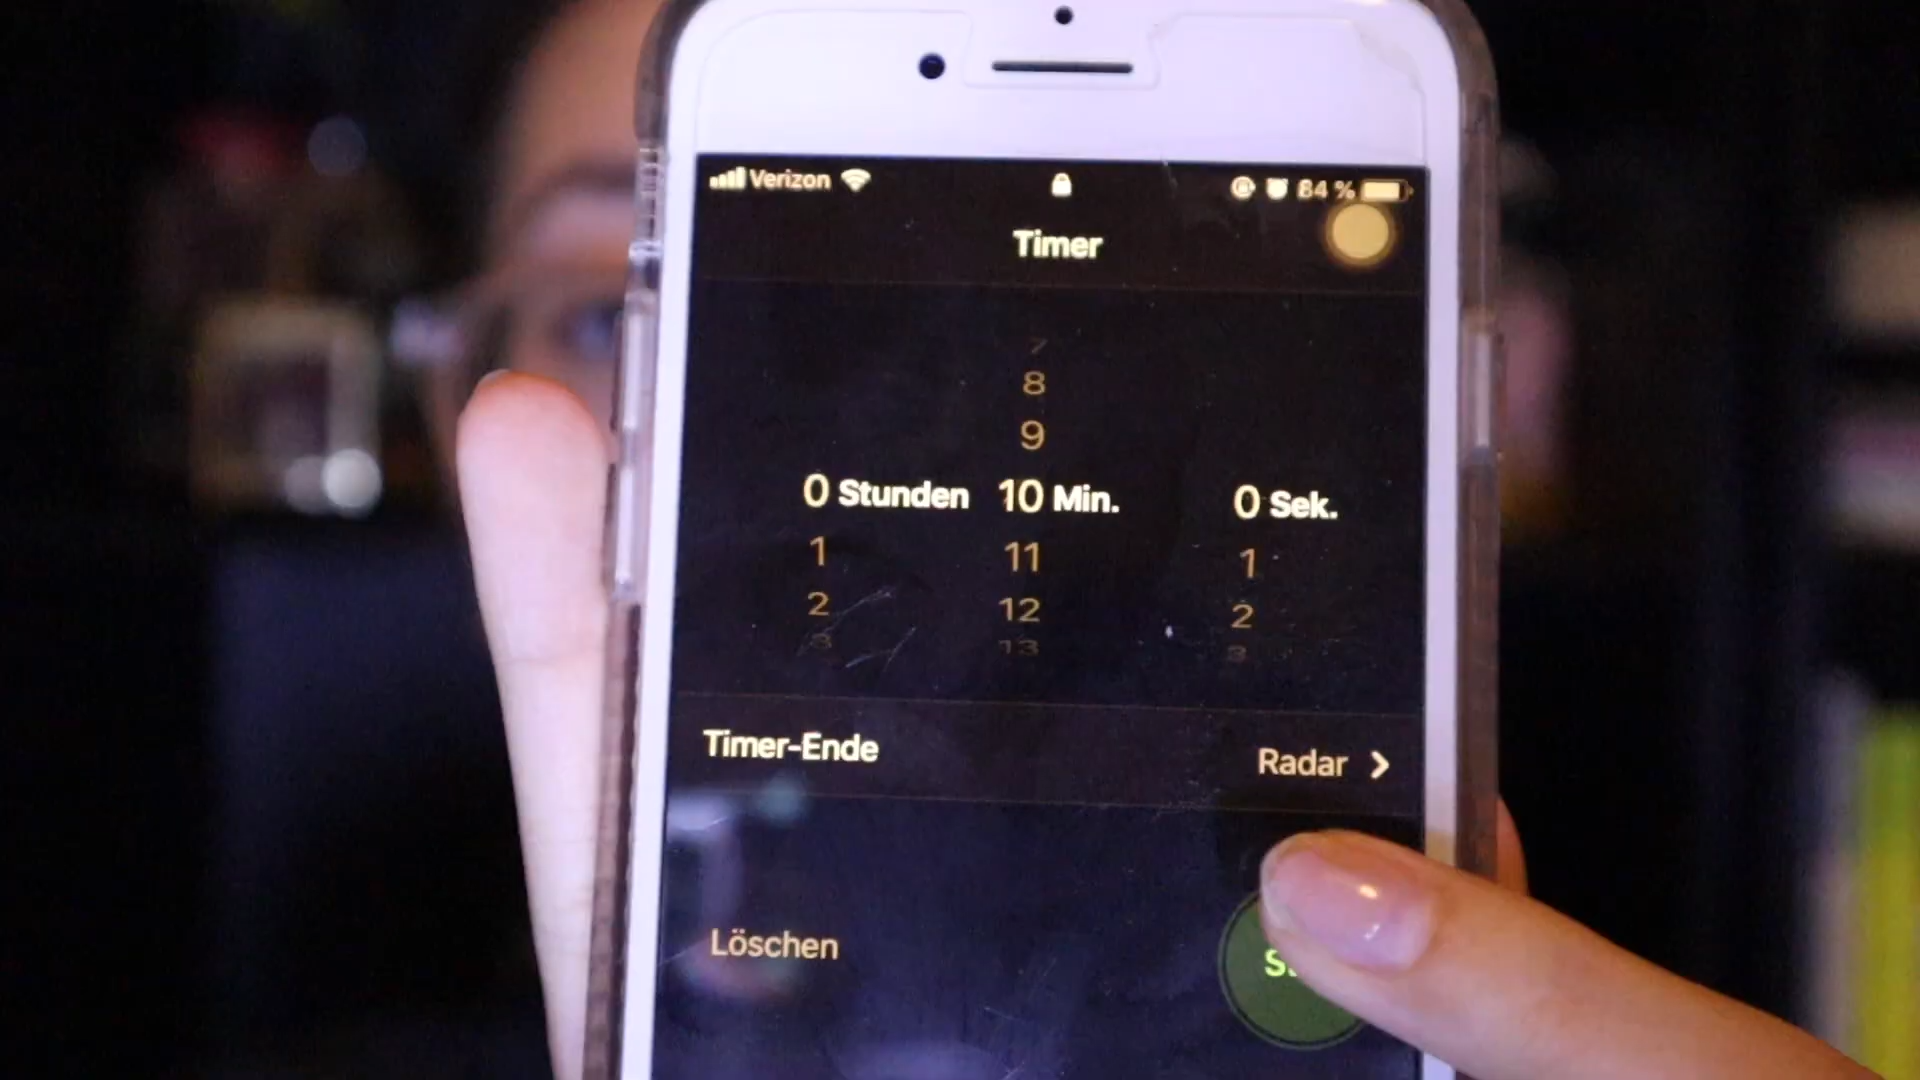 Verizon 84 %
Timer
7
8
9
0 Stunden 10 Min. 0 Sek.
1 11 1
2 12 2
3 13 3
Timer-Ende Radar
Löschen